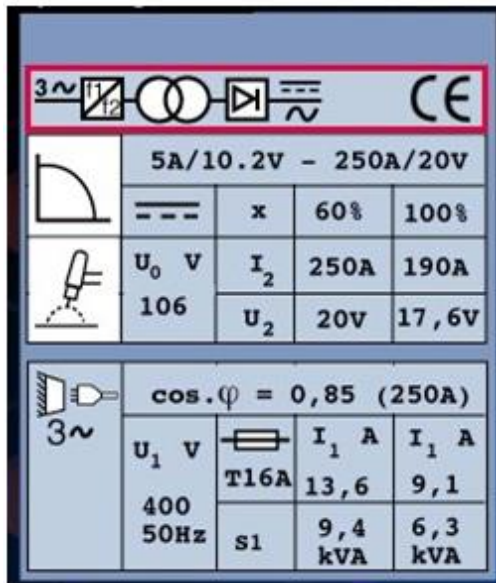 3~ f1 f2 CE
5A/10.2V - 250A/20V
x 60% 100%
U₀ V I₂ 250A 190A
106 U₂ 20V 17,6V
cos.φ = 0,85 (250A)
3~
U₁ V I₁ A I₁ A
T16A 13,6 9,1
400
50Hz S1 9,4 kVA 6,3 kVA